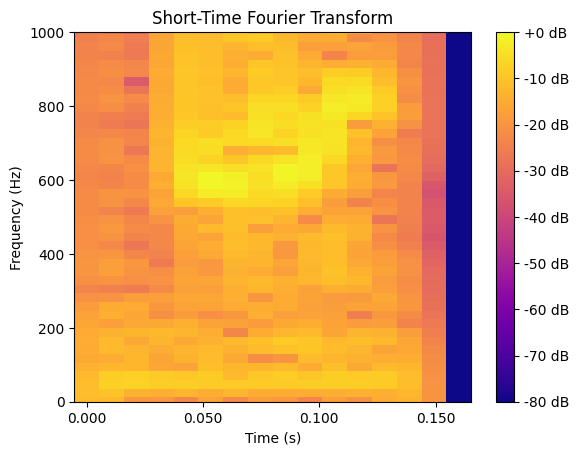 Short-Time Fourier Transform
1000
800
600
400
200
0
Frequency (Hz)
0.000
0.050
0.100
0.150
Time (s)
+0 dB
-10 dB
-20 dB
-30 dB
-40 dB
-50 dB
-60 dB
-70 dB
-80 dB